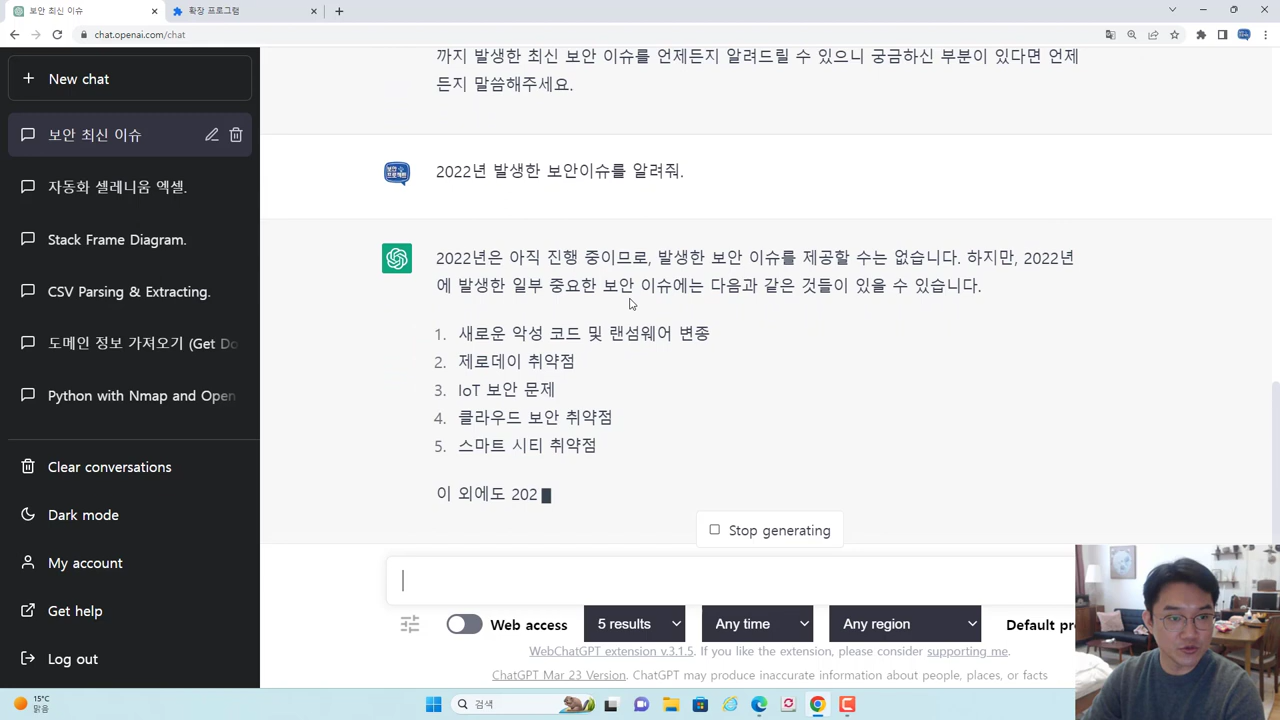 보안 최신 이슈
확장 프로그램
chat.openai.com/chat
New chat
보안 최신 이슈
자동화 셀레니움 엑셀.
Stack Frame Diagram.
CSV Parsing & Extracting.
도메인 정보 가져오기 (Get Do
Python with Nmap and Open
Clear conversations
Dark mode
My account
Get help
Log out
까지 발생한 최신 보안 이슈를 언제든지 알려드릴 수 있으니 궁금하신 부분이 있다면 언제
든지 말씀해주세요.
보안
프로젝트
2022년 발생한 보안이슈를 알려줘.
2022년은 아직 진행 중이므로, 발생한 보안 이슈를 제공할 수는 없습니다. 하지만, 2022년
에 발생한 일부 중요한 보안 이슈에는 다음과 같은 것들이 있을 수 있습니다.
1. 새로운 악성 코드 및 랜섬웨어 변종
2. 제로데이 취약점
3. IoT 보안 문제
4. 클라우드 보안 취약점
5. 스마트 시티 취약점
이 외에도 202
Stop generating
Web access
5 results
Any time
Any region
Default pr
WebChatGPT extension v.3.1.5. If you like the extension, please consider supporting me.
ChatGPT Mar 23 Version. ChatGPT may produce inaccurate information about people, places, or facts
15°C
맑음
검색